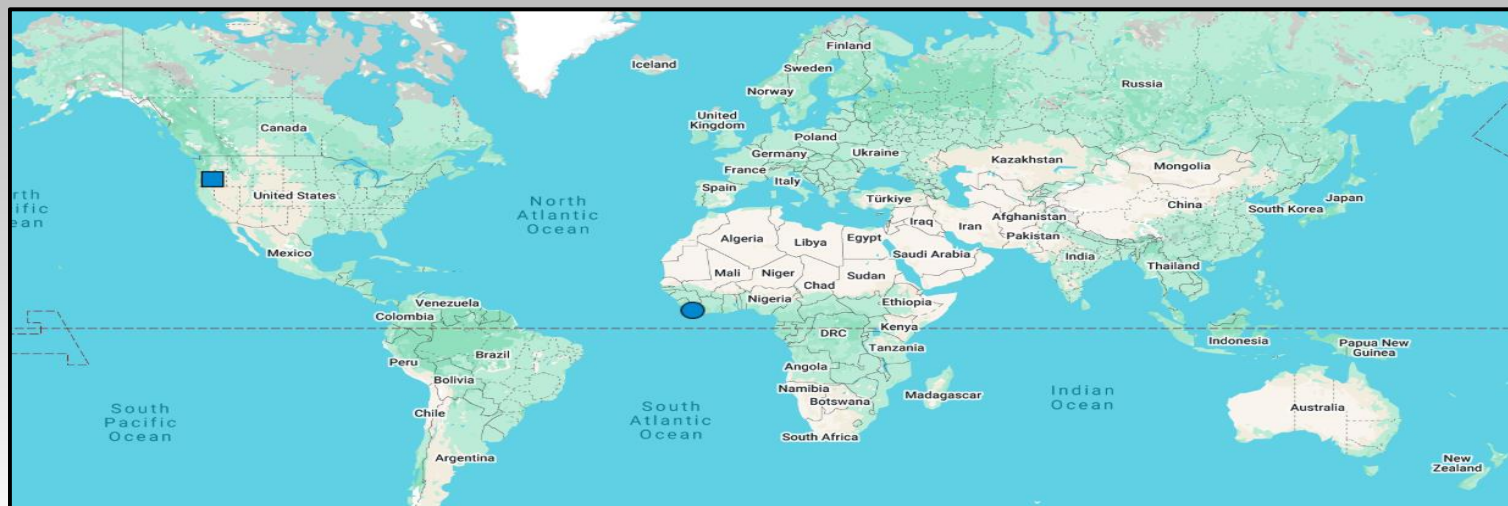 Iceland
Finland
Sweden
Norway
Russia
United
Kingdom
Canada
Poland
Germany
Ukraine
Kazakhstan
Mongolia
France
Italy
Spain
Türkiye
United States
rth
ific
ean
North
Atlantic
Ocean
China
Japan
South Korea
Afghanistan
Iraq
Iran
Pakistan
Algeria
Libya
Egypt
Saudi Arabia
Mexico
India
Thailand
Mali
Niger
Chad
Sudan
Nigeria
Ethiopia
Venezuela
Colombia
DRC
Kenya
Tanzania
Indonesia
Papua New
Guinea
Peru
Brazil
Bolivia
Angola
Namibia
Botswana
Madagascar
Indian
Ocean
South
Pacific
Ocean
Chile
South
Atlantic
Ocean
Australia
South Africa
Argentina
New
Zealand